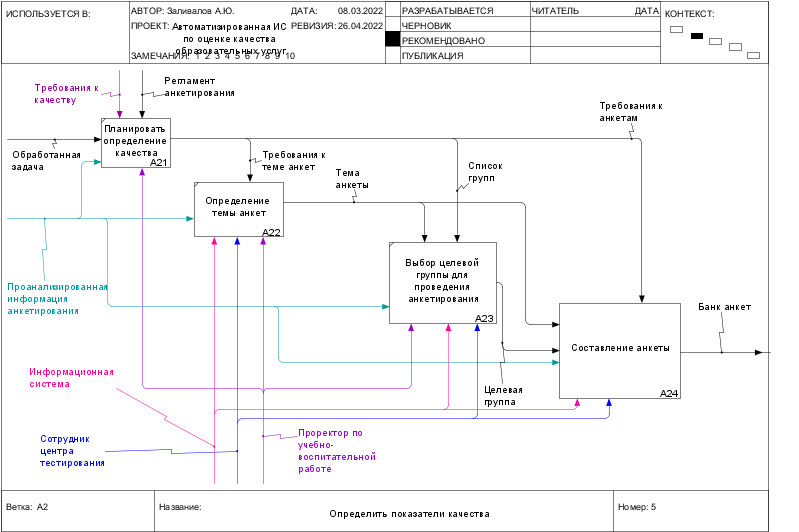 ИСПОЛЬЗУЕТСЯ В:
АВТОР: Заливалов А.Ю.
ДАТА: 08.03.2022
ПРОЕКТ: Автоматизированная ИС
по оценке качества
образовательных услуг
РЕВИЗИЯ: 26.04.2022
ЗАМЕЧАНИЯ: 1 2 3 4 5 6 7 8 9 10
РАЗРАБАТЫВАЕТСЯ
ЧЕРНОВИК
РЕКОМЕНДОВАНО
ПУБЛИКАЦИЯ
ЧИТАТЕЛЬ
ДАТА
КОНТЕКСТ:
Требования к
качеству
Регламент
анкетирования
Требования к
анкетам
Планировать
определение
качества
A21
Обработанная
задача
Требования к
теме анкет
Список
групп
Тема
анкеты
Определение
темы анкет
A22
Выбор целевой
группы для
проведения
анкетирования
A23
Проанализированная
информация
анкетирования
Банк анкет
Составление анкеты
A24
Целевая
группа
Информационная
система
Сотрудник
центра
тестирования
Проректор по
учебно-
воспитательной
работе
Ветка: A2
Название:
Определить показатели качества
Номер: 5